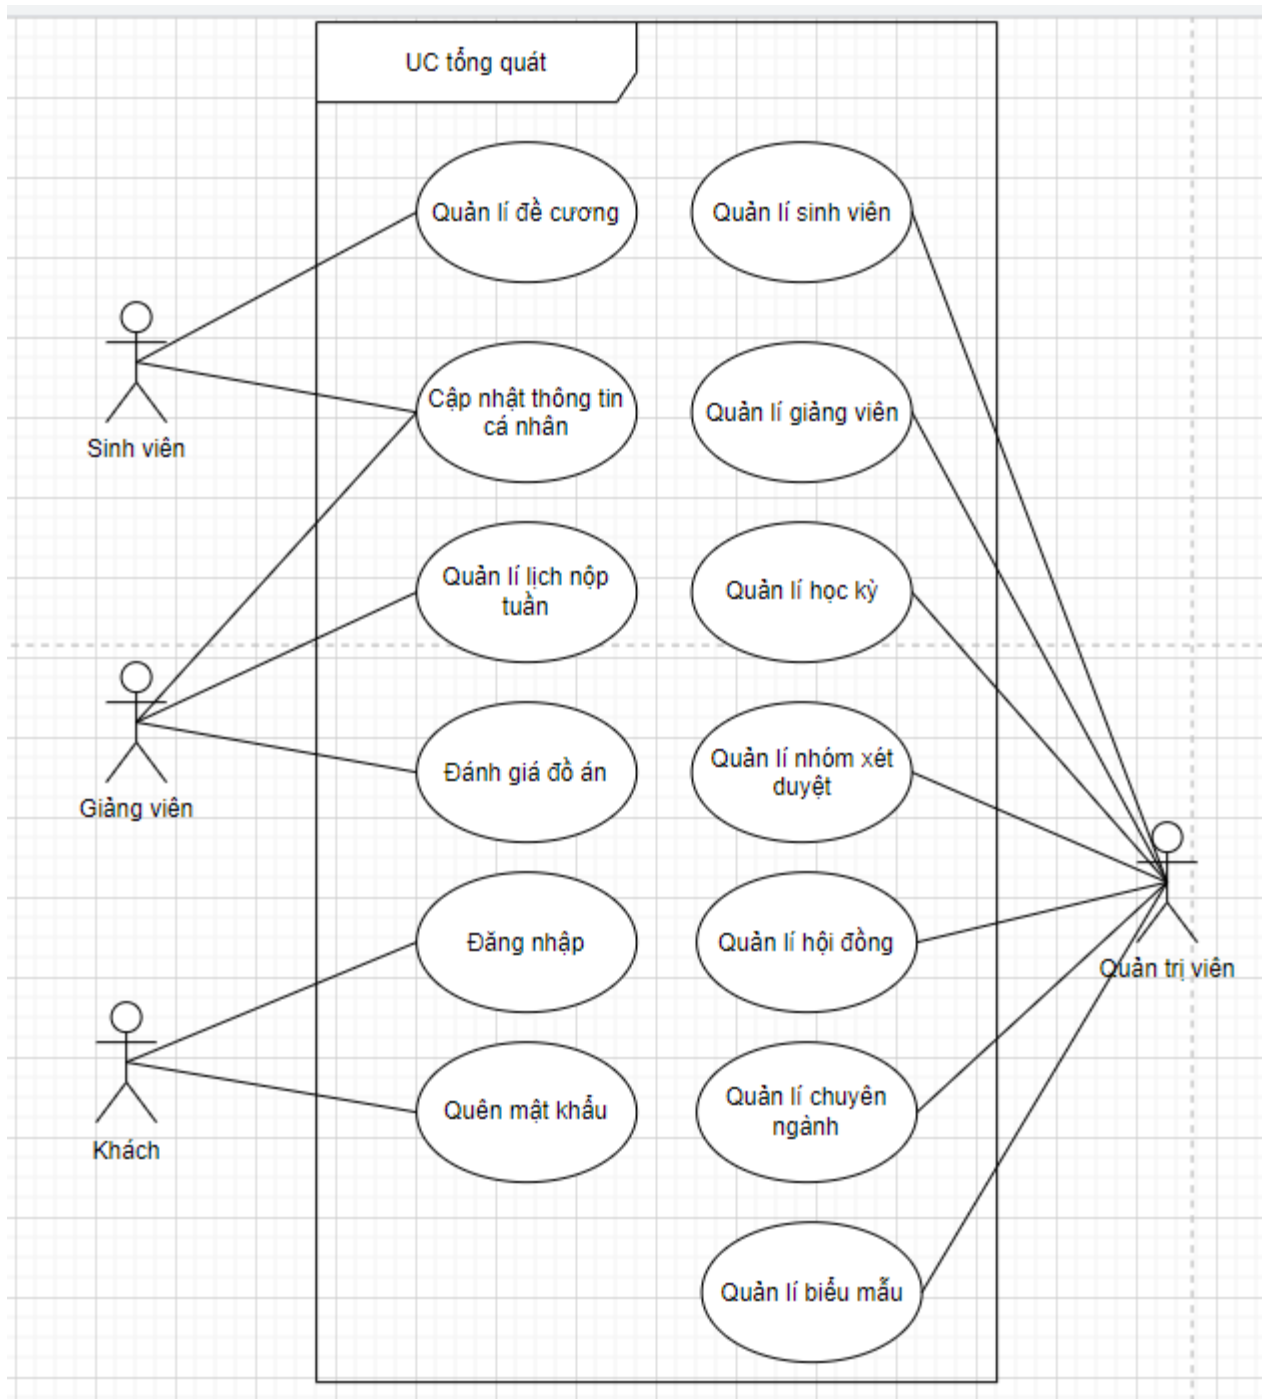 UC tổng quát
Quản lí đề cương
Quản lí sinh viên
Sinh viên
Cập nhật thông tin
cá nhân
Quản lí giảng viên
Quản lí lịch nộp
tuần
Quản lí học kỳ
Giảng viên
Đánh giá đồ án
Quản lí nhóm xét
duyệt
Đăng nhập
Quản lí hội đồng
Quản trị viên
Khách
Quên mật khẩu
Quản lí chuyên
ngành
Quản lí biểu mẫu